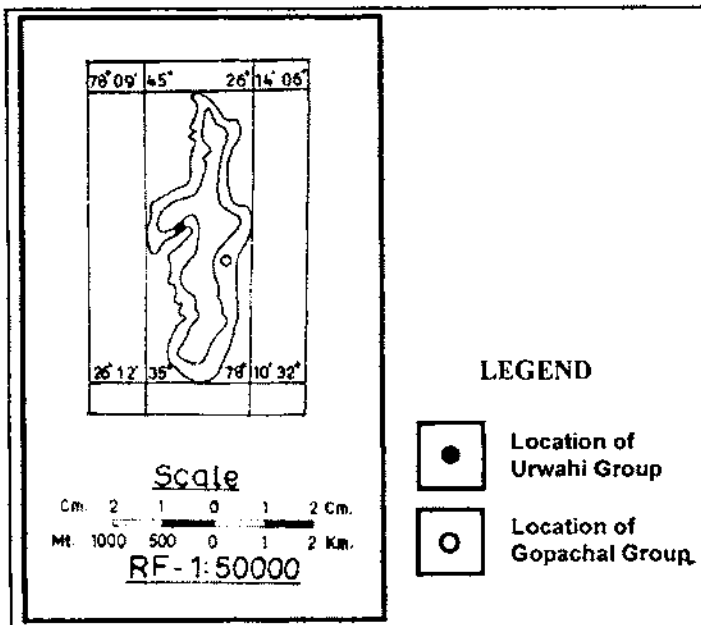 78° 09' 45" 26° 14' 06"
26° 12' 35" 78° 10' 32"
Scale
Cm. 2 1 0 1 2 Cm.
Mt. 1000 500 0 1 2 Km.
RF-1:50000
LEGEND
Location of
Urwahi Group
Location of
Gopachal Group